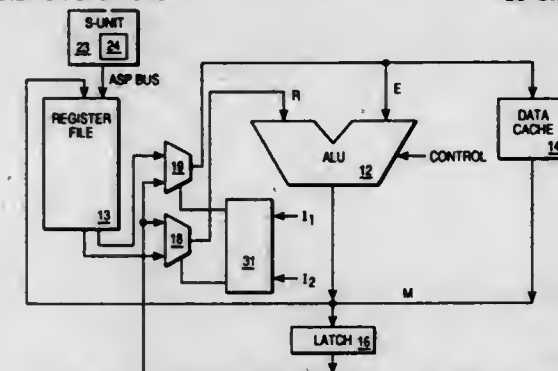 S-UNIT
23 24
ASP BUS
REGISTER
FILE
13
R
E
ALU
12
CONTROL
DATA
CACHE
14
19
18
31
I1
I2
M
LATCH 16